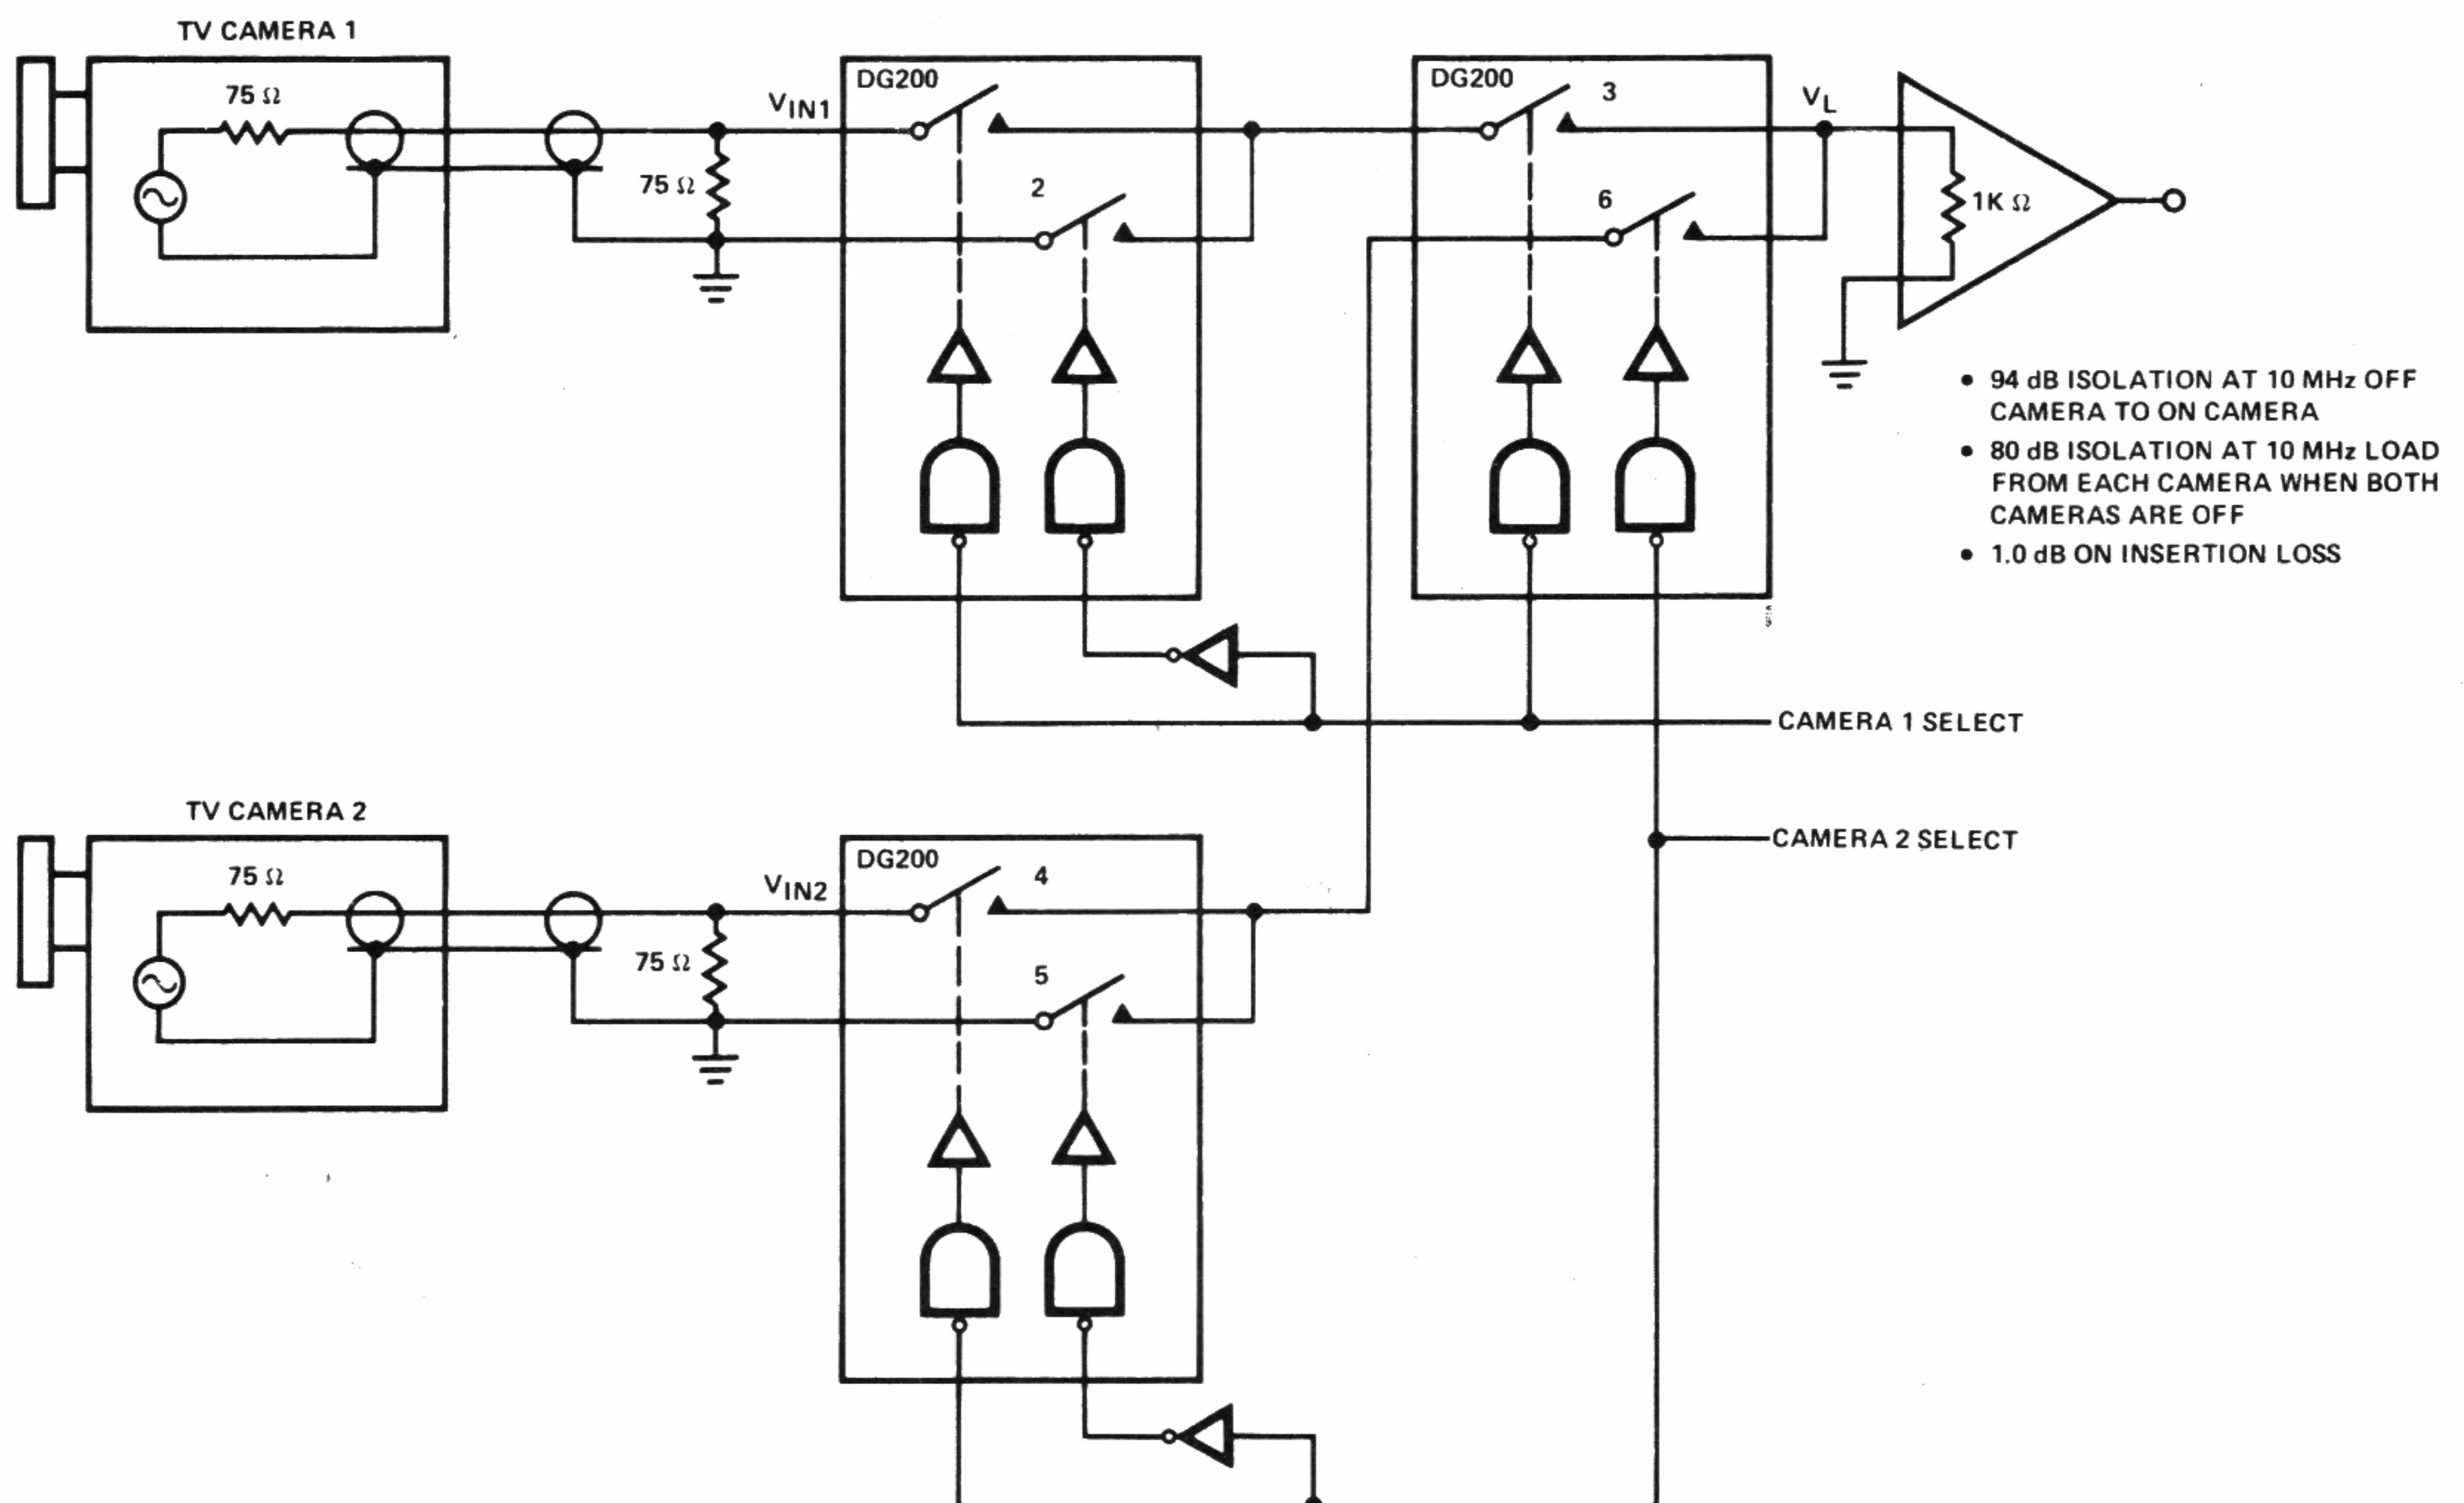 TV CAMERA 1
75 Ω
75 Ω
VIN1
DG200
2
DG200
3
6
VL
1K Ω
• 94 dB ISOLATION AT 10 MHz OFF
CAMERA TO ON CAMERA
• 80 dB ISOLATION AT 10 MHz LOAD
FROM EACH CAMERA WHEN BOTH
CAMERAS ARE OFF
• 1.0 dB ON INSERTION LOSS
CAMERA 1 SELECT
CAMERA 2 SELECT
TV CAMERA 2
75 Ω
75 Ω
VIN2
DG200
4
5